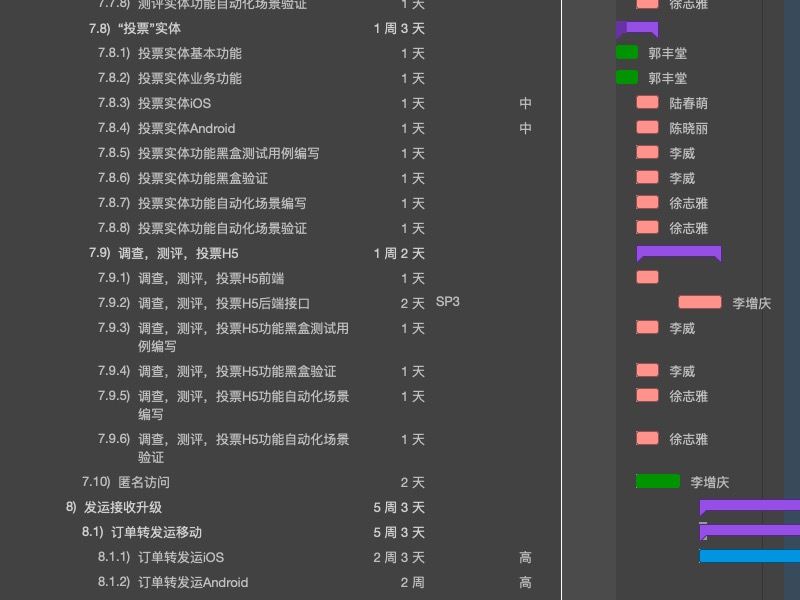 7.7.8) 测评实体功能自动化场景验证 1 天 徐志雅
7.8) “投票”实体 1 周 3 天
7.8.1) 投票实体基本功能 1 天 郭丰堂
7.8.2) 投票实体业务功能 1 天 郭丰堂
7.8.3) 投票实体iOS 1 天 中 陆春萌
7.8.4) 投票实体Android 1 天 中 陈晓丽
7.8.5) 投票实体功能黑盒测试用例编写 1 天 李威
7.8.6) 投票实体功能黑盒验证 1 天 李威
7.8.7) 投票实体功能自动化场景编写 1 天 徐志雅
7.8.8) 投票实体功能自动化场景验证 1 天 徐志雅
7.9) 调查，测评，投票H5 1 周 2 天
7.9.1) 调查，测评，投票H5前端 1 天
7.9.2) 调查，测评，投票H5后端接口 2 天 SP3 李增庆
7.9.3) 调查，测评，投票H5功能黑盒测试用 1 天 李威
例编写
7.9.4) 调查，测评，投票H5功能黑盒验证 1 天 李威
7.9.5) 调查，测评，投票H5功能自动化场景 1 天 徐志雅
编写
7.9.6) 调查，测评，投票H5功能自动化场景 1 天 徐志雅
验证
7.10) 匿名访问 2 天 李增庆
8) 发运接收升级 5 周 3 天
8.1) 订单转发运移动 5 周 3 天
8.1.1) 订单转发运iOS 2 周 3 天 高
8.1.2) 订单转发运Android 2 周 高